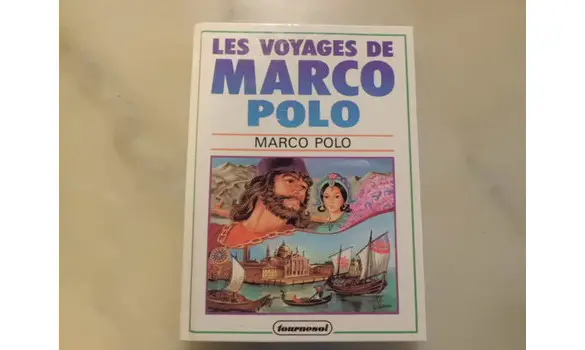 LES VOYAGES DE
MARCO
POLO
MARCO POLO
tournesol